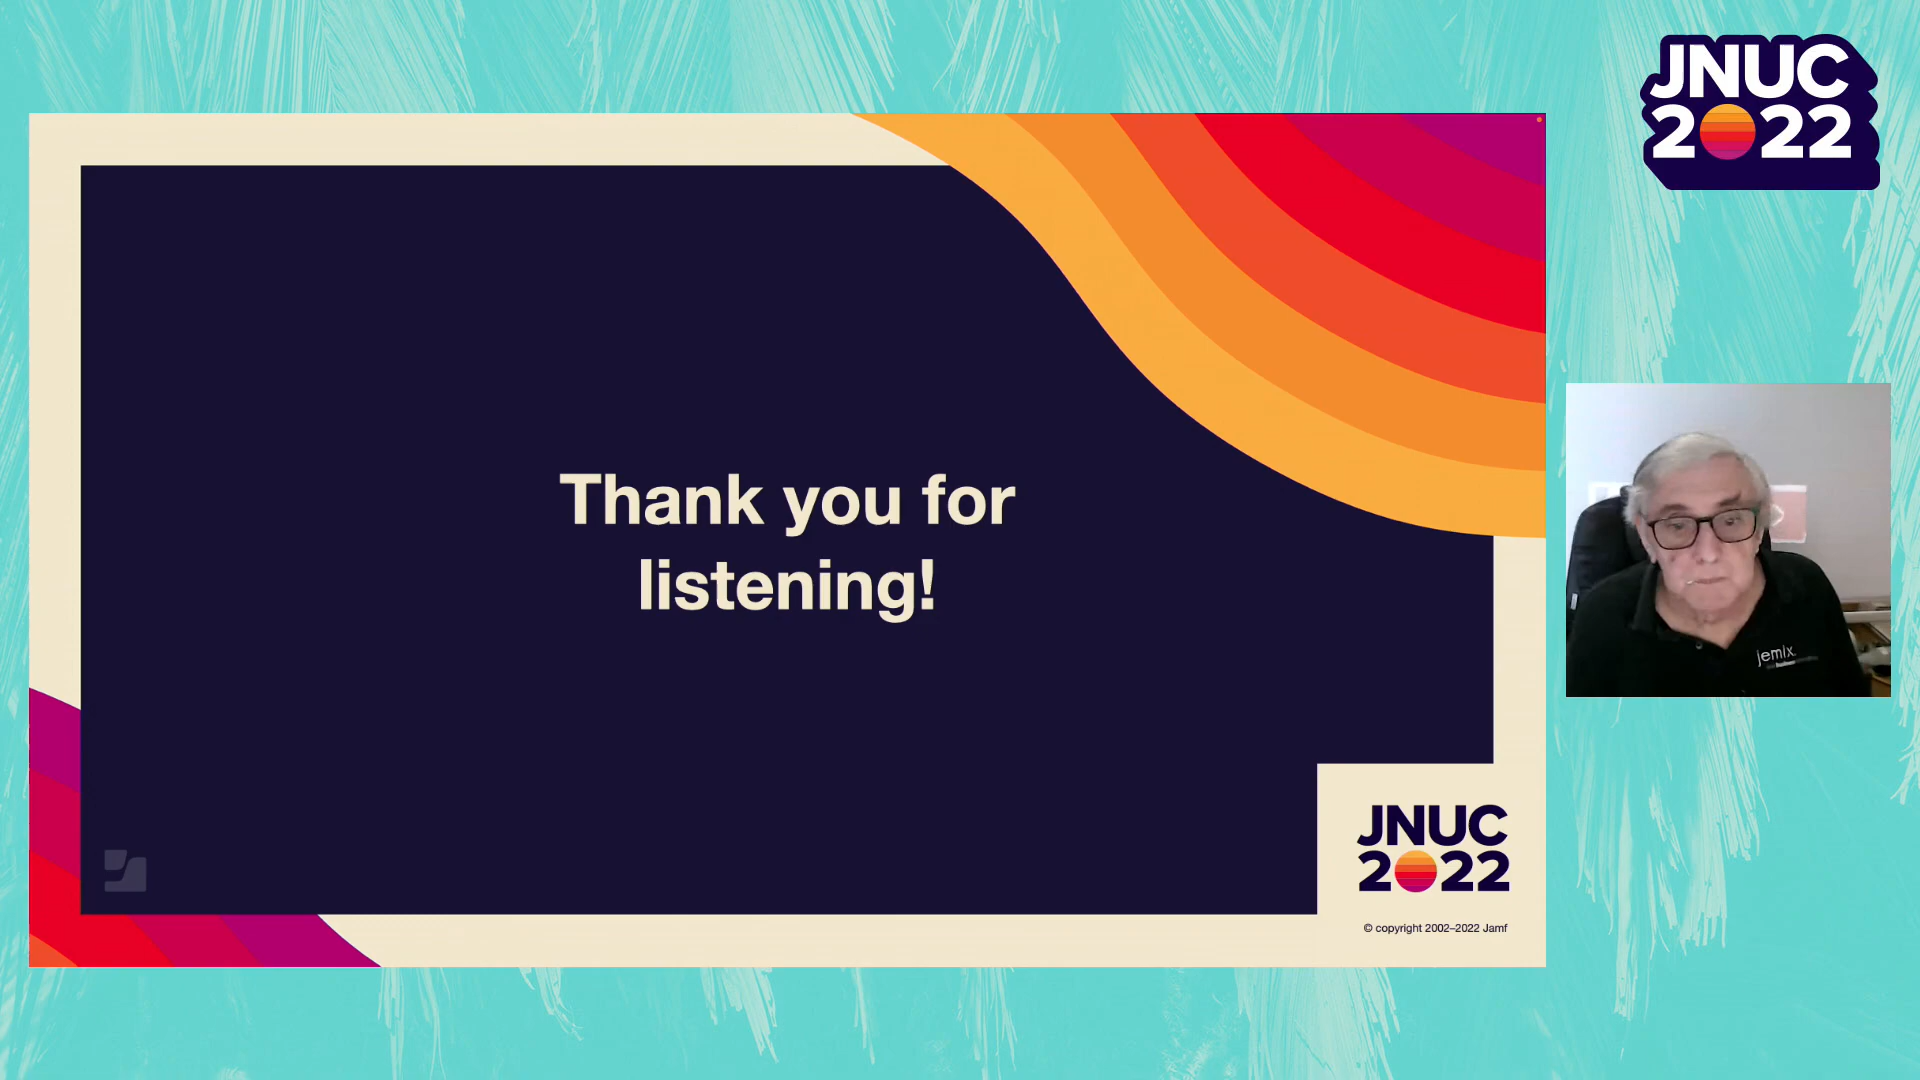 JNUC
2022
Thank you for
listening!
jemix.
JNUC
2022
© copyright 2002–2022 Jamf